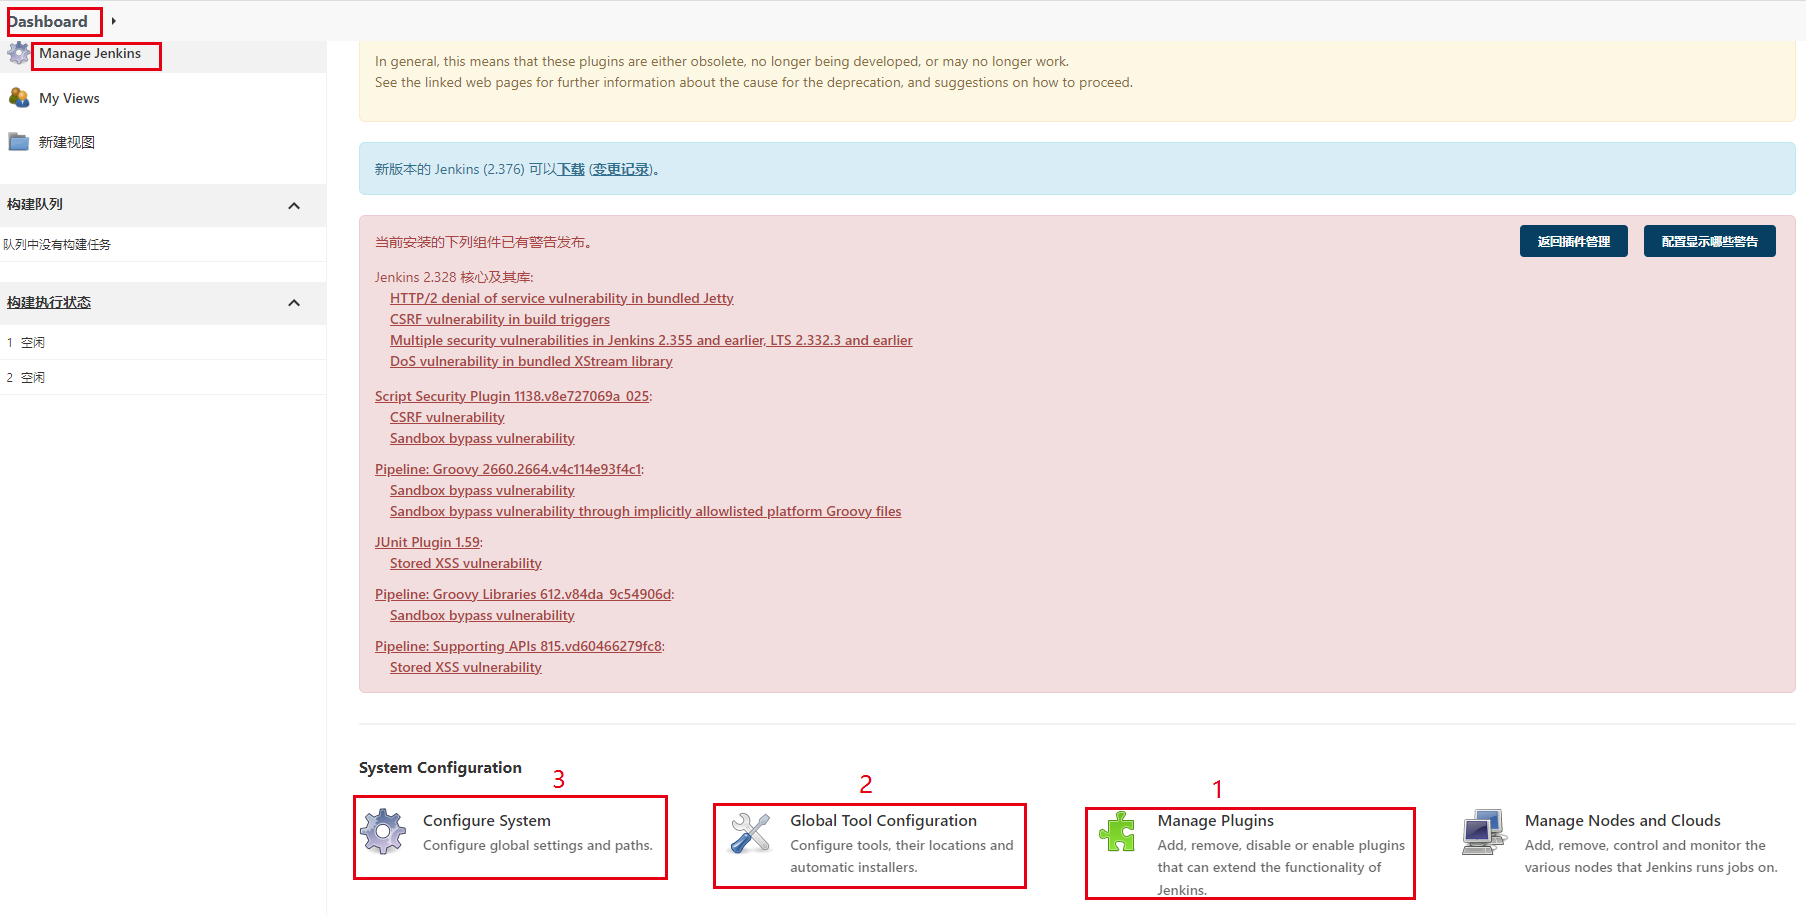 Dashboard
Manage Jenkins
My Views
新建视图
构建队列
队列中没有构建任务
构建执行状态
1 空闲
2 空闲
In general, this means that these plugins are either obsolete, no longer being developed, or may no longer work.
See the linked web pages for further information about the cause for the deprecation, and suggestions on how to proceed.
新版本的 Jenkins (2.376) 可以下载 (变更记录)。
当前安装的下列组件已有警告发布。
返回插件管理
配置显示哪些警告
Jenkins 2.328 核心及其库:
HTTP/2 denial of service vulnerability in bundled Jetty
CSRF vulnerability in build triggers
Multiple security vulnerabilities in Jenkins 2.355 and earlier, LTS 2.332.3 and earlier
DoS vulnerability in bundled XStream library
Script Security Plugin 1138.v8e727069a_025:
CSRF vulnerability
Sandbox bypass vulnerability
Pipeline: Groovy 2660.2664.v4c114e93f4c1:
Sandbox bypass vulnerability
Sandbox bypass vulnerability through implicitly allowlisted platform Groovy files
JUnit Plugin 1.59:
Stored XSS vulnerability
Pipeline: Groovy Libraries 612.v84da_9c54906d:
Sandbox bypass vulnerability
Pipeline: Supporting APIs 815.vd60466279fc8:
Stored XSS vulnerability
System Configuration
3
Configure System
Configure global settings and paths.
2
Global Tool Configuration
Configure tools, their locations and
automatic installers.
1
Manage Plugins
Add, remove, disable or enable plugins
that can extend the functionality of
Jenkins.
Manage Nodes and Clouds
Add, remove, control and monitor the
various nodes that Jenkins runs jobs on.